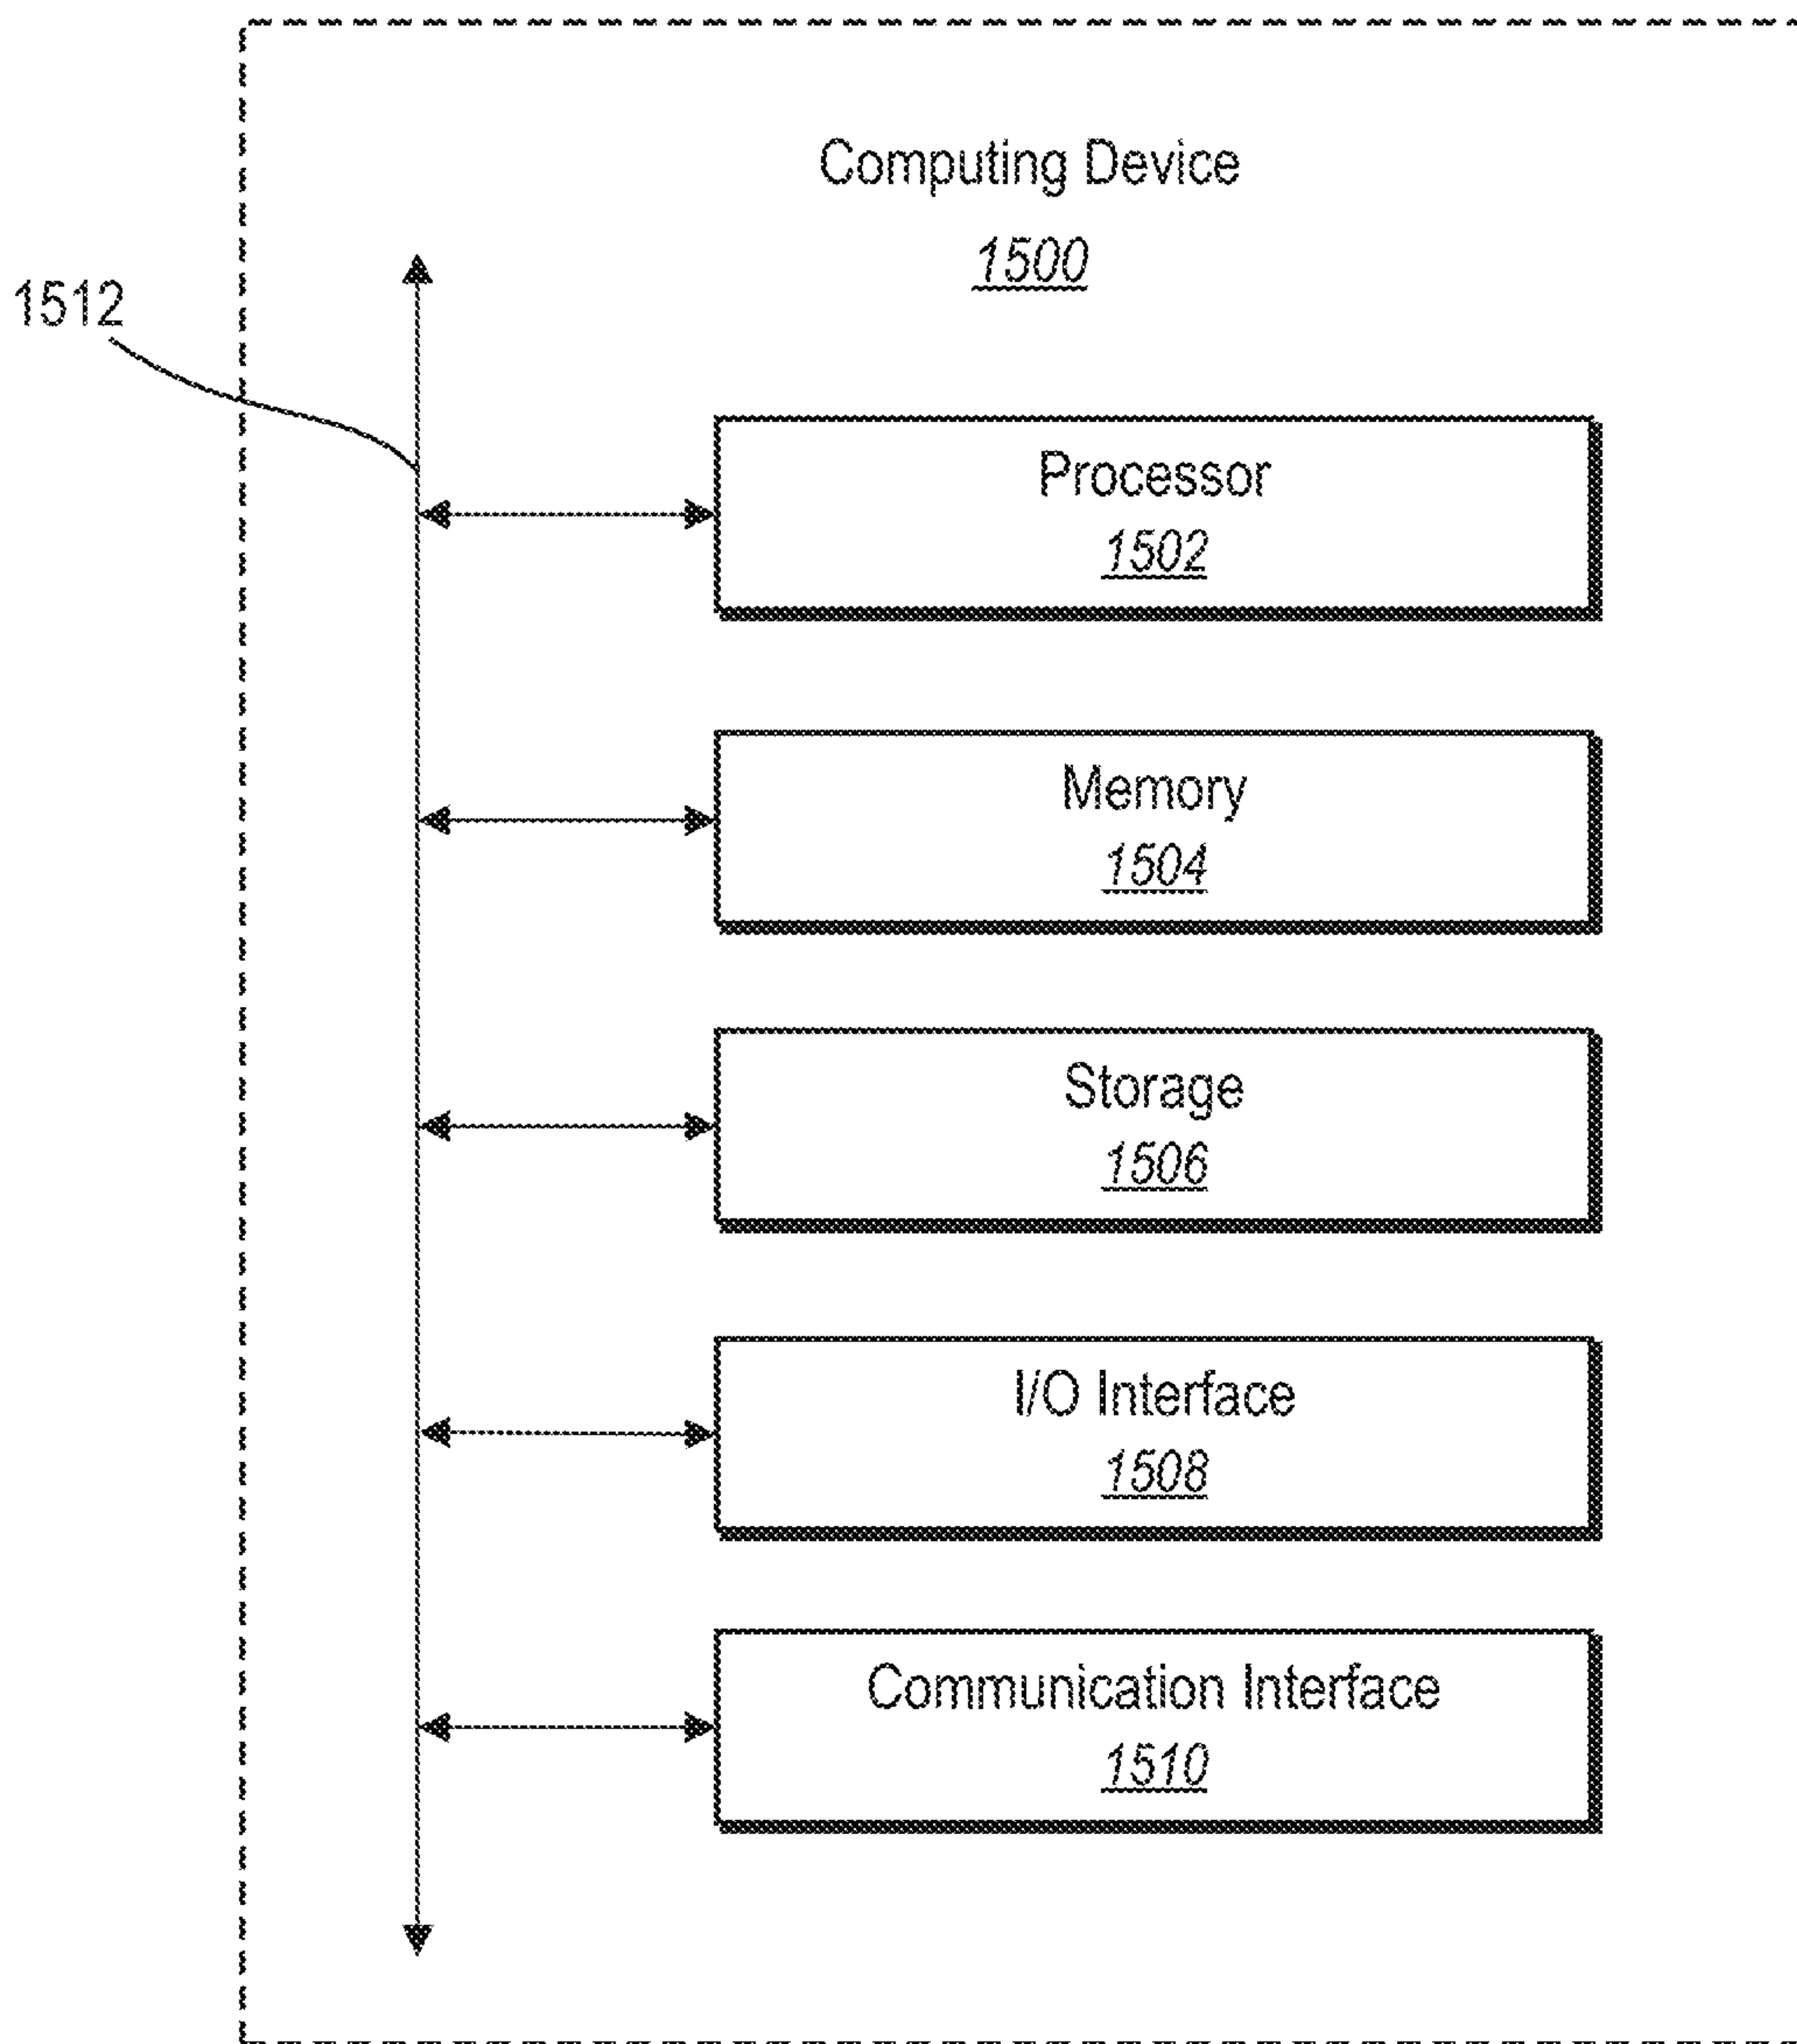 Computing Device
1500
1512
Processor
1502
Memory
1504
Storage
1506
I/O Interface
1508
Communication Interface
1510